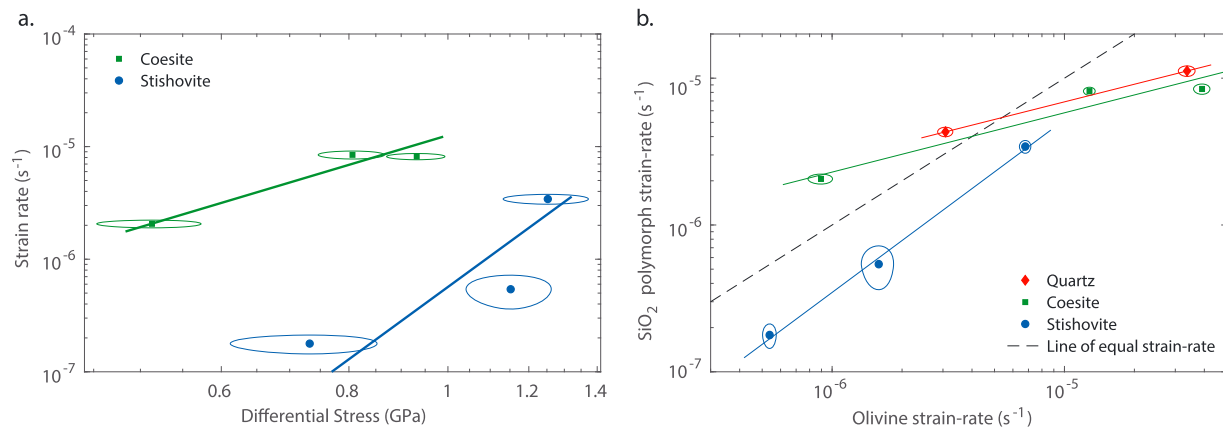 a.
10⁻⁴
10⁻⁵
10⁻⁶
10⁻⁷
Strain rate (s⁻¹)
Coesite
Stishovite
0.6
0.8
1
1.2
1.4
Differential Stress (GPa)
b.
10⁻⁵
10⁻⁶
10⁻⁷
SiO₂ polymorph strain-rate (s⁻¹)
Quartz
Coesite
Stishovite
Line of equal strain-rate
10⁻⁶
10⁻⁵
Olivine strain-rate (s⁻¹)